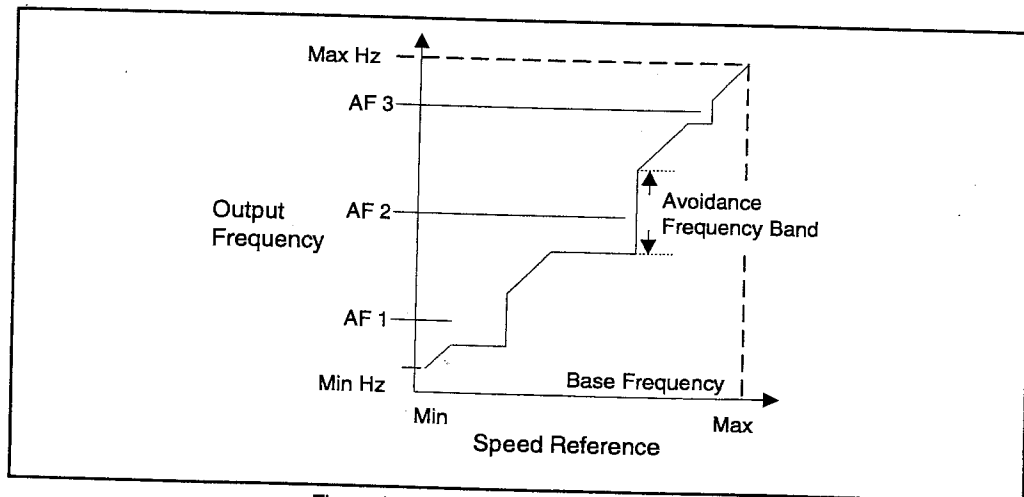 Max Hz
AF 3
Output
Frequency
AF 2
Avoidance
Frequency Band
AF 1
Min Hz
Base Frequency
Min
Max
Speed Reference